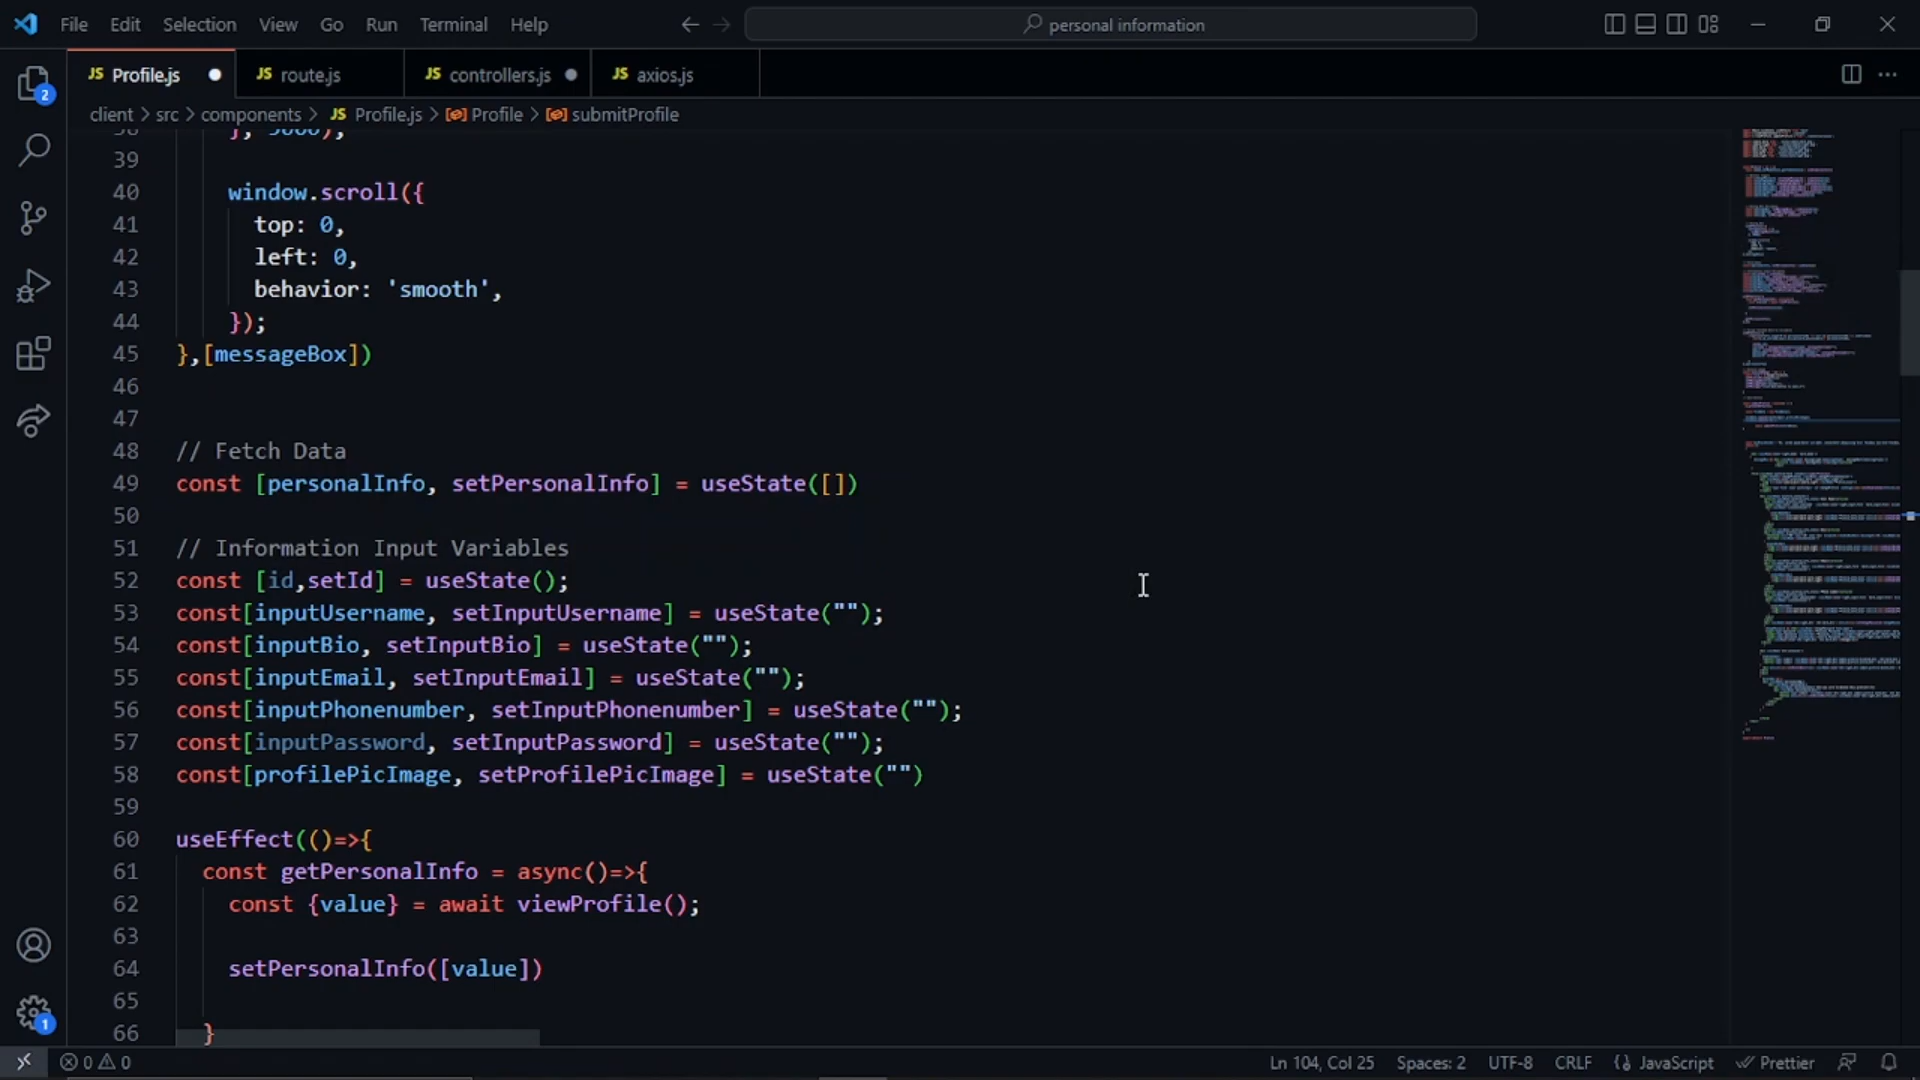 File Edit Selection View Go Run Terminal Help
personal information
JS Profile.js
JS route.js
JS controllers.js
JS axios.js
client > src > components > JS Profile.js > Profile > submitProfile
2
39
40 window.scroll({
41 top: 0,
42 left: 0,
43 behavior: 'smooth',
44 });
45 },[messageBox])
46
47
48 // Fetch Data
49 const [personalInfo, setPersonalInfo] = useState([])
50
51 // Information Input Variables
52 const [id,setId] = useState();
53 const[inputUsername, setInputUsername] = useState("");
54 const[inputBio, setInputBio] = useState("");
55 const[inputEmail, setInputEmail] = useState("");
56 const[inputPhonenumber, setInputPhonenumber] = useState("");
57 const[inputPassword, setInputPassword] = useState("");
58 const[profilePicImage, setProfilePicImage] = useState("")
59
60 useEffect(()=>{
61 const getPersonalInfo = async()=>{
62 const {value} = await viewProfile();
63
64 setPersonalInfo([value])
65
66 }
1
0 0
Ln 104, Col 25 Spaces: 2 UTF-8 CRLF {} JavaScript Prettier